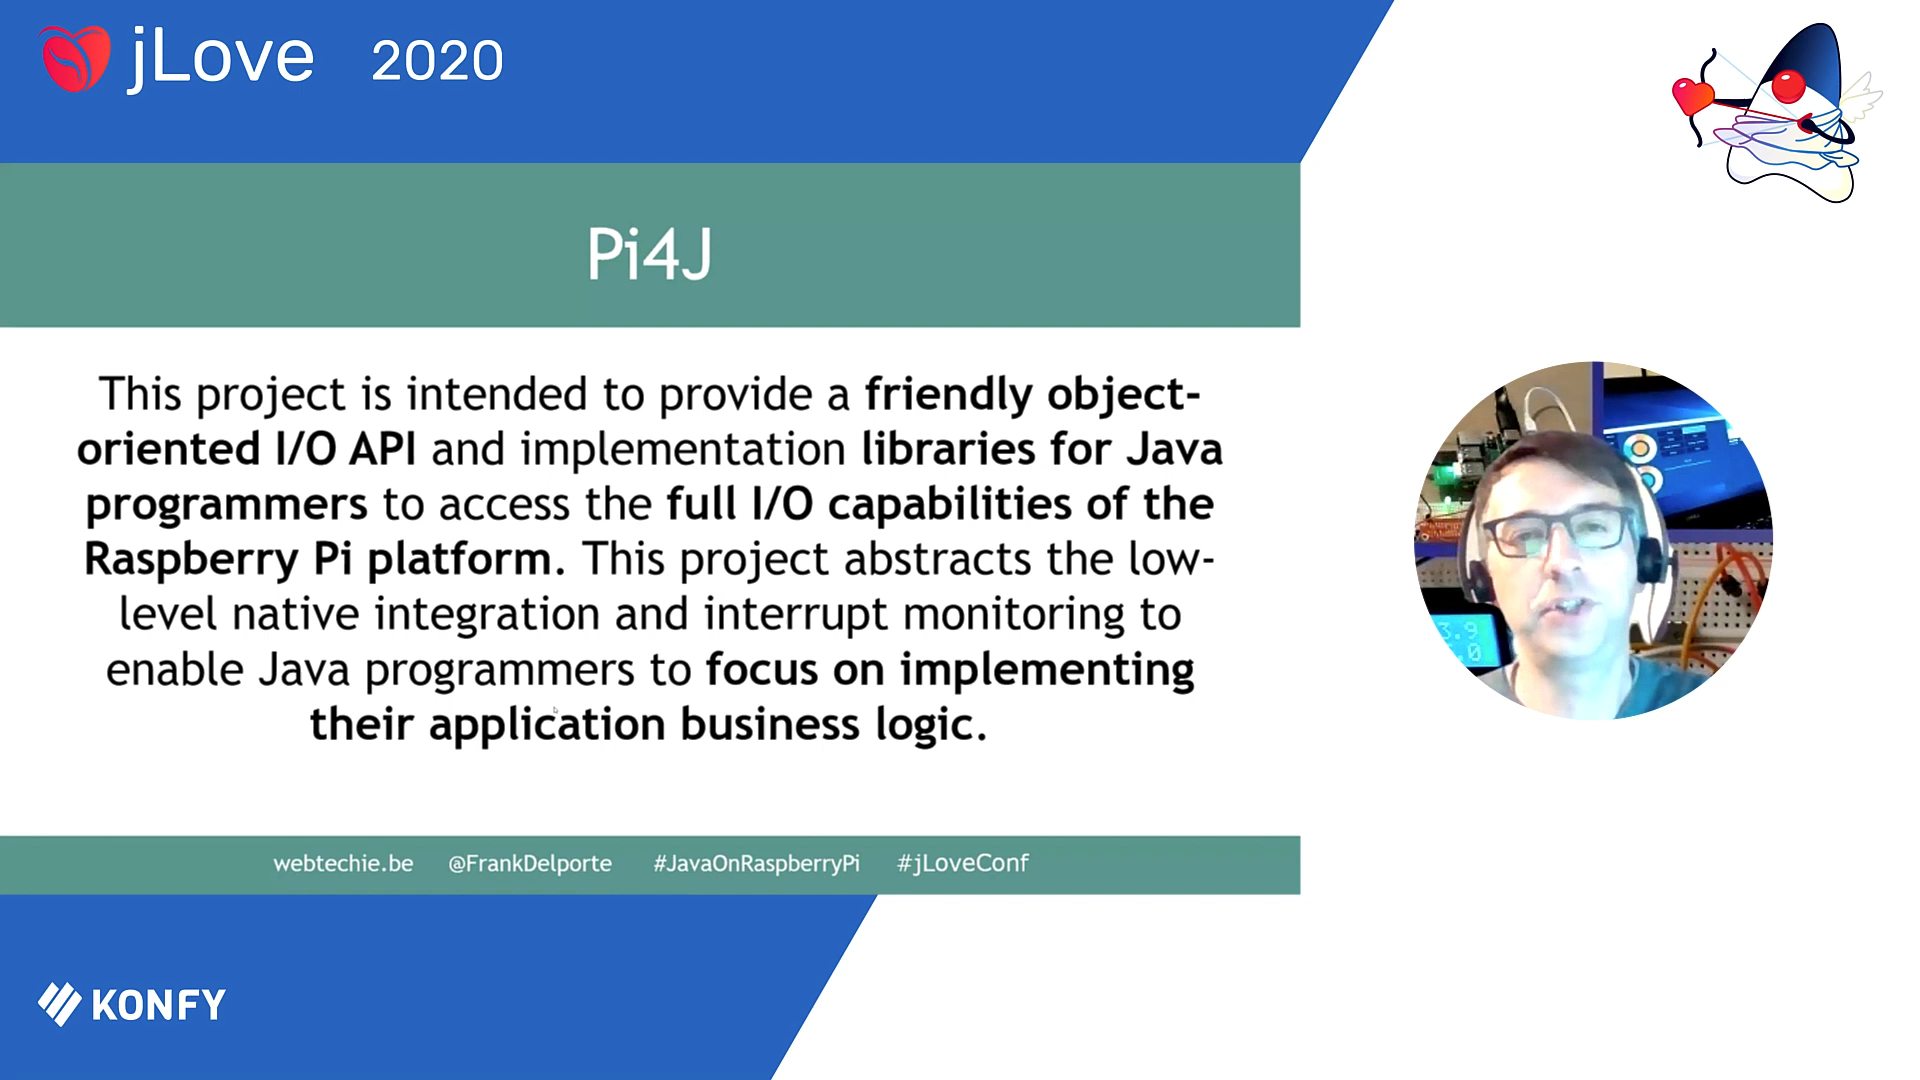 jLove 2020
Pi4J
This project is intended to provide a friendly object-
oriented I/O API and implementation libraries for Java
programmers to access the full I/O capabilities of the
Raspberry Pi platform. This project abstracts the low-
level native integration and interrupt monitoring to
enable Java programmers to focus on implementing
their application business logic.
3.9
.0
webtechie.be @FrankDelporte #JavaOnRaspberryPi #jLoveConf
KONFY